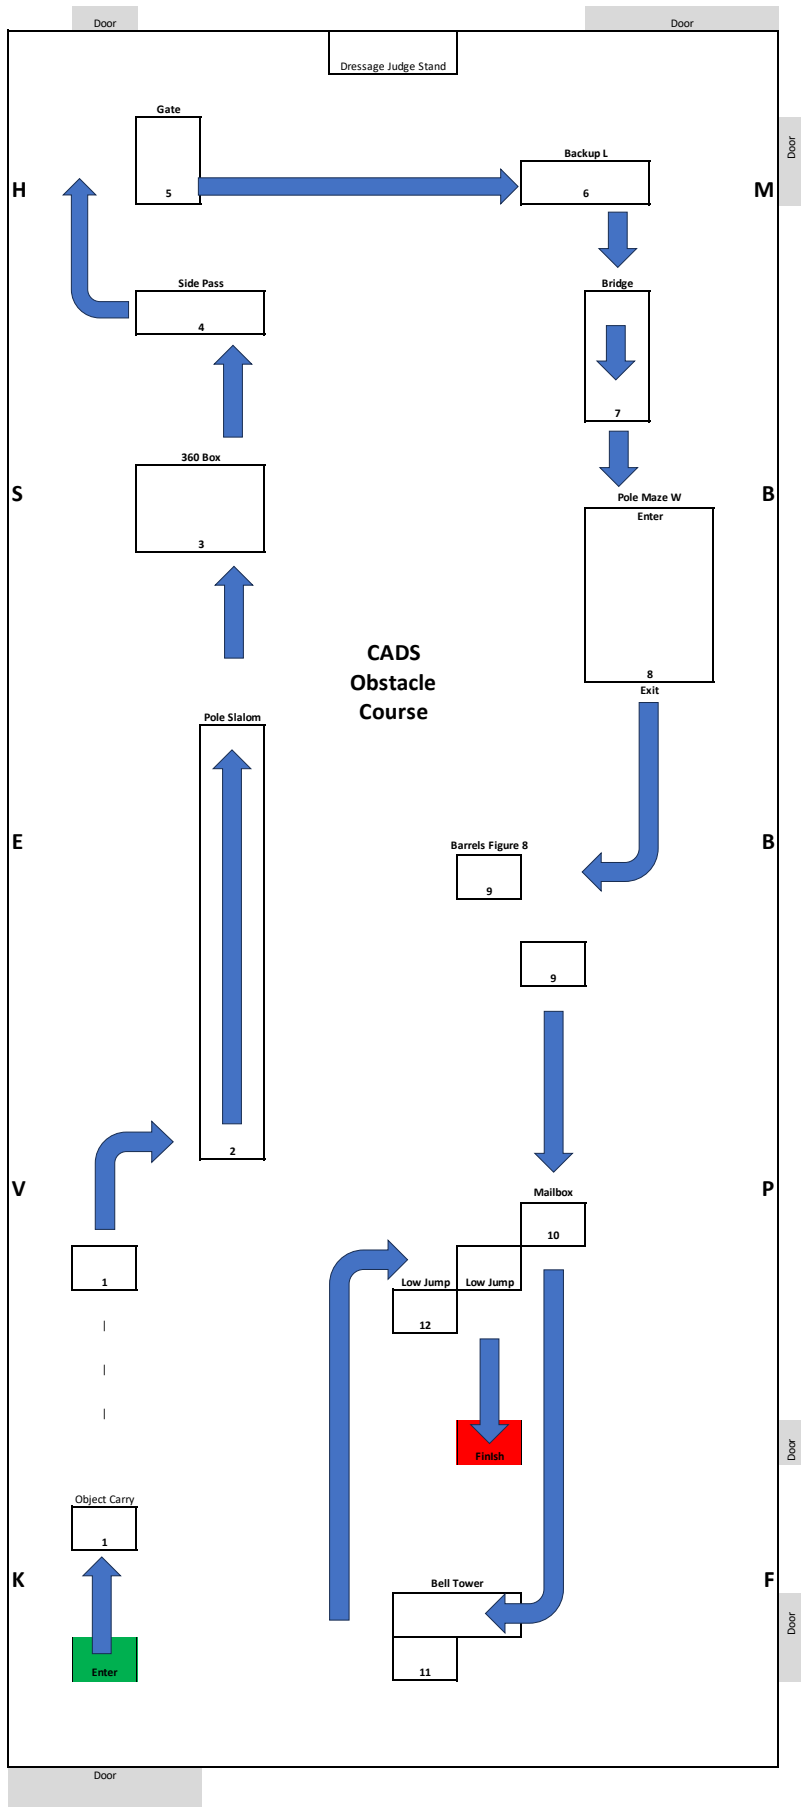 Door
Door
Dressage Judge Stand
Gate
Door
Backup L
H
5
6
M
Side Pass
Bridge
4
7
360 Box
S
Pole Maze W
B
Enter
3
CADS
Obstacle
Course
8
Exit
Pole Slalom
E
Barrels Figure 8
B
9
9
2
V
Mailbox
P
10
1
Low Jump
Low Jump
12
Door
Finish
Object Carry
1
K
Bell Tower
F
Door
Enter
11
Door